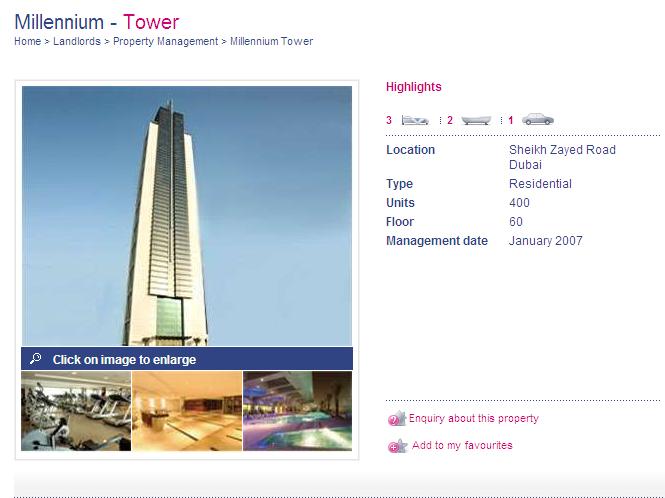 Millennium - Tower
Home > Landlords > Property Management > Millennium Tower
Highlights
3 : 2 : 1
Location Sheikh Zayed Road
Dubai
Type Residential
Units 400
Floor 60
Management date January 2007
Click on image to enlarge
Enquiry about this property
Add to my favourites